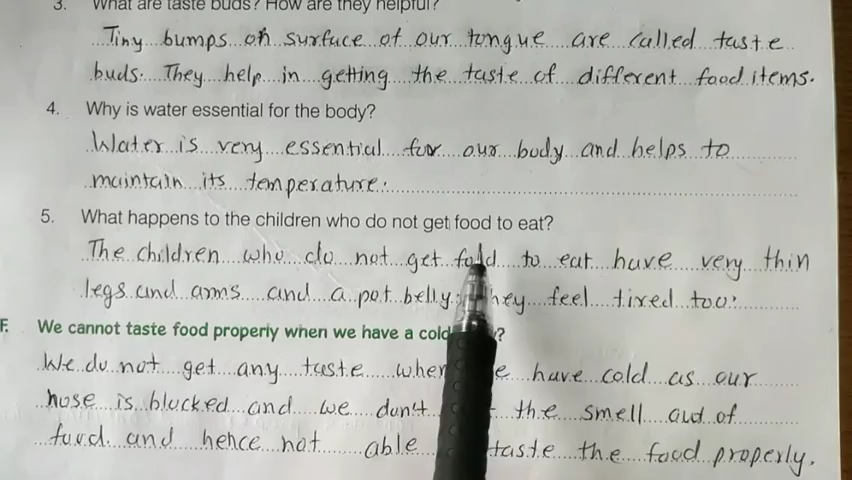 3. What are taste buds? How are they helpful?
Tiny bumps on surface of our tongue are called taste
buds. They help in getting the taste of different food items.
4. Why is water essential for the body?
Water is very essential for our body and helps to
maintain its temperature.
5. What happens to the children who do not get food to eat?
The children who do not get food to eat have very thin
legs and arms and a pot belly. They feel tired too.
F. We cannot taste food properly when we have a cold ?
We do not get any taste when we have cold as our
nose is blocked and we don't the smell out of
food and hence not able taste the food properly.